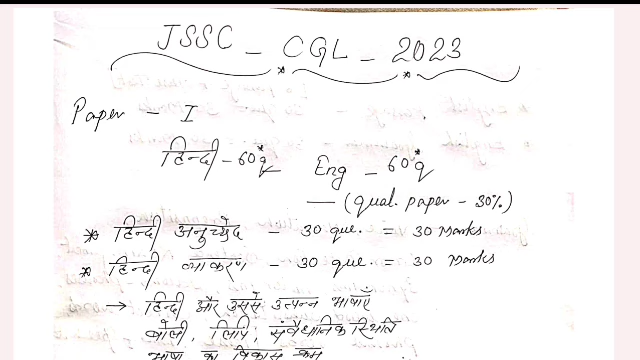 JSSC - CGL - 2023
Paper - I
हिन्दी - 60q Eng - 60q
- (qual. paper - 30%)
* हिन्दी अनुच्छेद - 30 que. = 30 Marks
* हिन्दी व्याकरण - 30 que. = 30 Marks
→ हिन्दी और उससे उत्पन्न भाषाएँ
बोली, लिपि, संवैधानिक स्थिति
भाषा का विकास क्रम